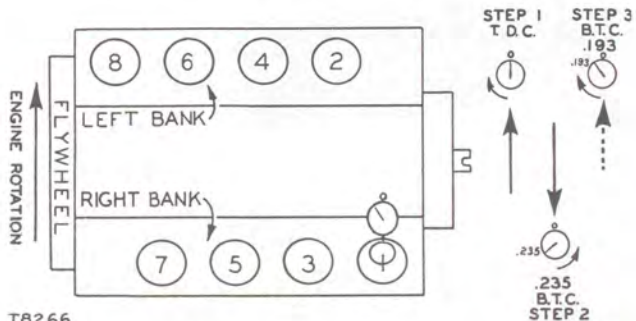 ENGINE ROTATION
FLYWHEEL
8 6 4 2
LEFT BANK
RIGHT BANK
7 5 3 1
STEP 1
T. D. C.
STEP 3
B.T.C.
.193
.193
.235
.235
B.T.C.
STEP 2
T8266